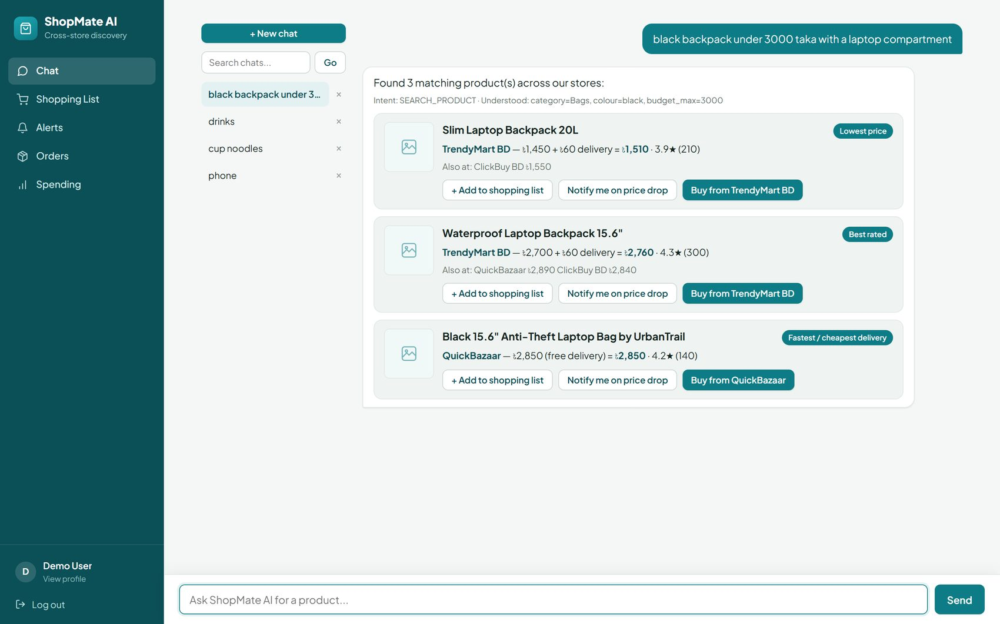 ShopMate AI
Cross-store discovery
Chat
Shopping List
Alerts
Orders
Spending
D
Demo User
View profile
Log out
+ New chat
Search chats...
Go
black backpack under 3... ×
drinks ×
cup noodles ×
phone ×
black backpack under 3000 taka with a laptop compartment
Found 3 matching product(s) across our stores:
Intent: SEARCH_PRODUCT · Understood: category=Bags, colour=black, budget_max=3000
Slim Laptop Backpack 20L
Lowest price
TrendyMart BD — ৳1,450 + ৳60 delivery = ৳1,510 · 3.9★ (210)
Also at: ClickBuy BD ৳1,550
+ Add to shopping list
Notify me on price drop
Buy from TrendyMart BD
Waterproof Laptop Backpack 15.6"
Best rated
TrendyMart BD — ৳2,700 + ৳60 delivery = ৳2,760 · 4.3★ (300)
Also at: QuickBazaar ৳2,890 ClickBuy BD ৳2,840
+ Add to shopping list
Notify me on price drop
Buy from TrendyMart BD
Black 15.6" Anti-Theft Laptop Bag by UrbanTrail
Fastest / cheapest delivery
QuickBazaar — ৳2,850 (free delivery) = ৳2,850 · 4.2★ (140)
+ Add to shopping list
Notify me on price drop
Buy from QuickBazaar
Ask ShopMate AI for a product...
Send